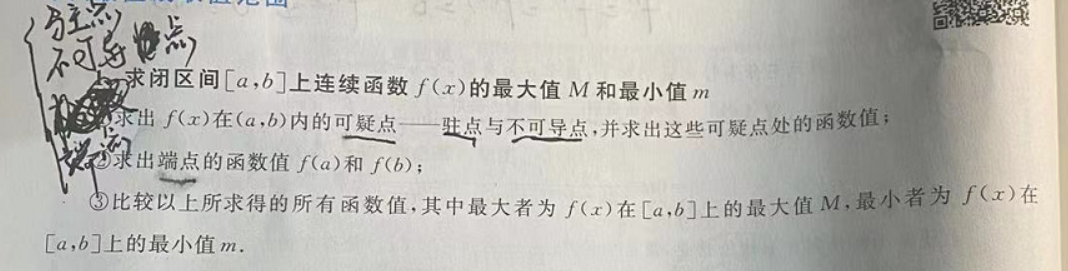 驻点
不可导点
1. 求闭区间[a,b]上连续函数 f(x)的最大值 M 和最小值 m
①求出 f(x)在(a,b)内的可疑点——驻点与不可导点,并求出这些可疑点处的函数值;
②求出端点的函数值 f(a)和 f(b);
③比较以上所求得的所有函数值,其中最大者为 f(x)在[a,b]上的最大值 M,最小者为 f(x)在
[a,b]上的最小值 m.